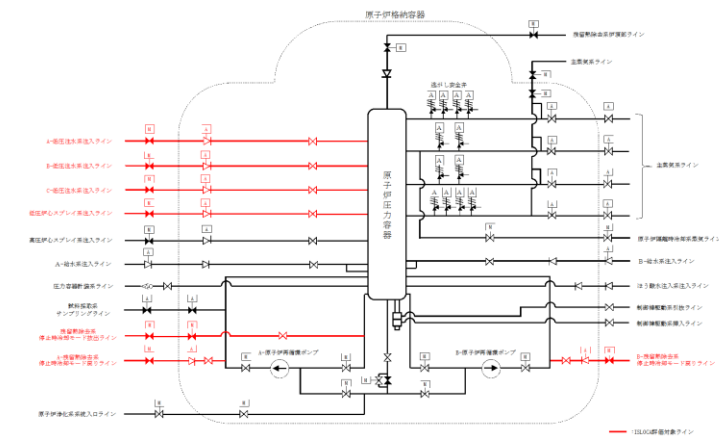 原子炉格納容器
残留熱除去系炉頂部ライン
主蒸気系ライン
逃がし安全弁
A-低圧注水系注入ライン
B-低圧注水系注入ライン
C-低圧注水系注入ライン
低圧炉心スプレイ系注入ライン
高圧炉心スプレイ系注入ライン
A-給水系注入ライン
圧力容器計装系ライン
試料採取系
サンプリングライン
残留熱除去系
停止時冷却モード抜出ライン
A-残留熱除去系
停止時冷却モード戻りライン
原子炉浄化系系統入口ライン
原子炉圧力容器
A-原子炉再循環ポンプ
B-原子炉再循環ポンプ
主蒸気系ライン
原子炉隔離時冷却系蒸気ライン
B-給水系注入ライン
ほう酸水注入系注入ライン
制御棒駆動系引抜ライン
制御棒駆動系挿入ライン
B-残留熱除去系
停止時冷却モード戻りライン
:ISLOCA評価対象ライン